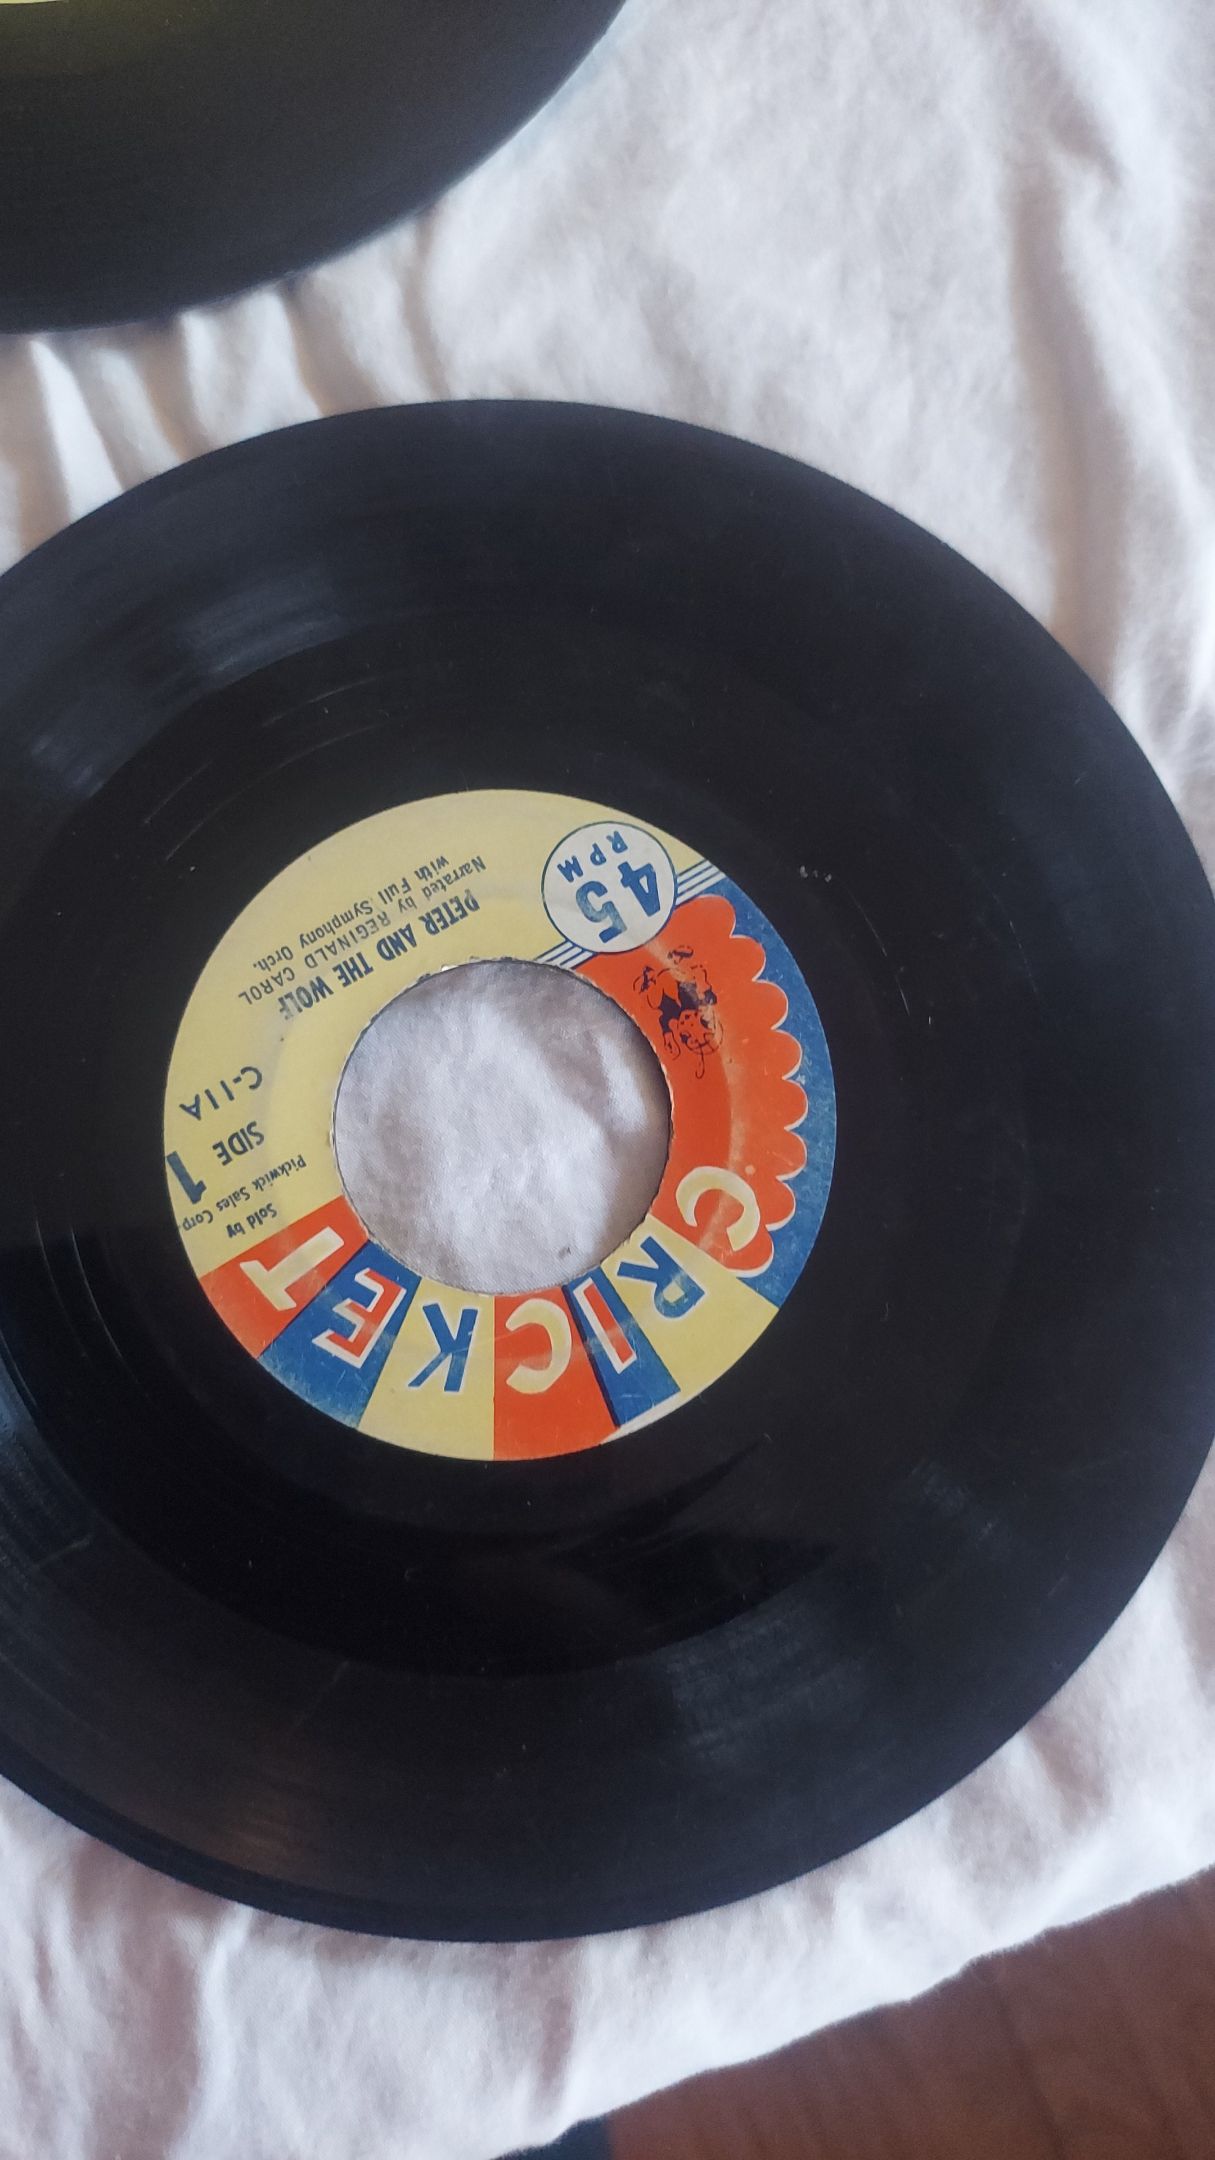 CRICKET
45
RPM
PETER AND THE WOLF
Narrated by REGINALD CAROL
with Full Symphony Orch.
C-11A
SIDE 1
Sold by
Pickwick Sales Corp.